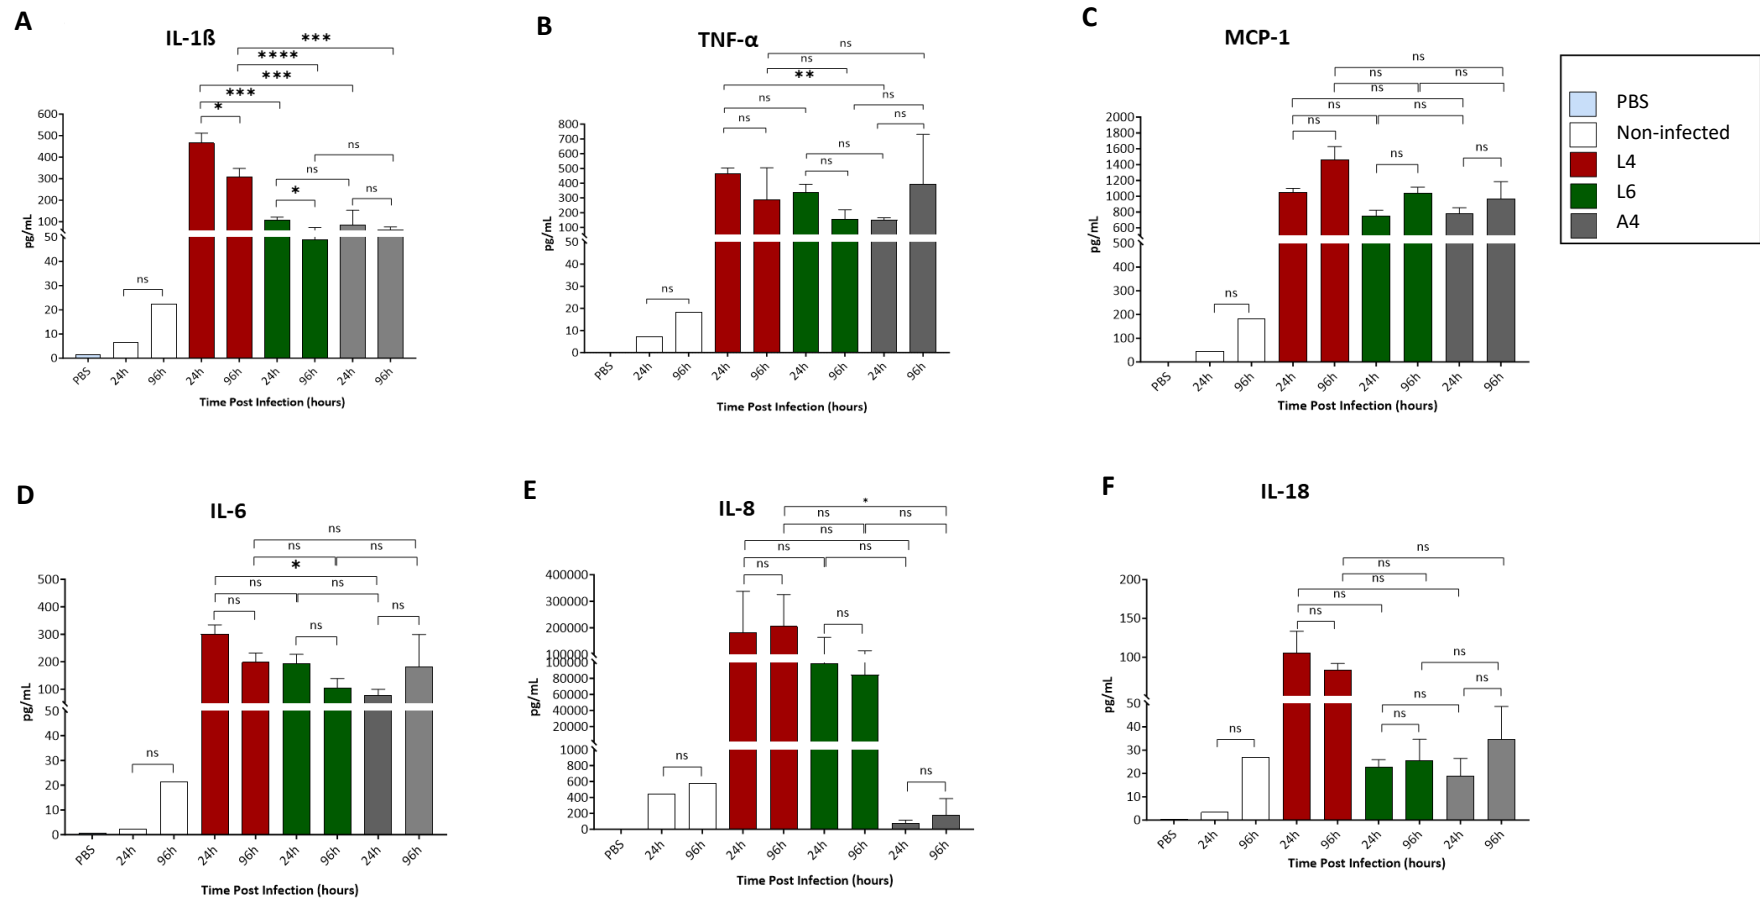 A
IL-1ß
***
****
***
***
*
ns
ns
*
ns
ns
600
500
400
300
200
100
50
40
30
20
10
0
pg/mL
PBS
24h
96h
24h
96h
24h
96h
24h
96h
Time Post Infection (hours)
B
TNF-α
ns
ns
**
ns
ns
ns
ns
ns
ns
ns
800
700
600
500
400
300
200
100
50
40
30
20
10
0
pg/mL
PBS
24h
96h
24h
96h
24h
96h
24h
96h
Time Post Infection (hours)
C
MCP-1
ns
ns
ns
ns
ns
ns
ns
ns
ns
ns
2000
1800
1600
1400
1200
1000
800
600
500
400
300
200
100
0
pg/mL
PBS
24h
96h
24h
96h
24h
96h
24h
96h
Time Post Infection (hours)
PBS
Non-infected
L4
L6
A4
D
IL-6
ns
ns
ns
*
ns
ns
ns
ns
ns
ns
500
400
300
200
100
50
40
30
20
10
0
pg/mL
PBS
24h
96h
24h
96h
24h
96h
24h
96h
Time Post Infection (hours)
E
IL-8
*
ns
ns
ns
ns
ns
ns
ns
ns
ns
400000
300000
200000
100000
100000
80000
60000
40000
20000
1000
800
600
400
200
0
pg/mL
PBS
24h
96h
24h
96h
24h
96h
24h
96h
Time Post Infection (hours)
F
IL-18
ns
ns
ns
ns
ns
ns
ns
ns
ns
ns
200
150
100
50
40
30
20
10
0
pg/mL
PBS
24h
96h
24h
96h
24h
96h
24h
96h
Time Post Infection (hours)